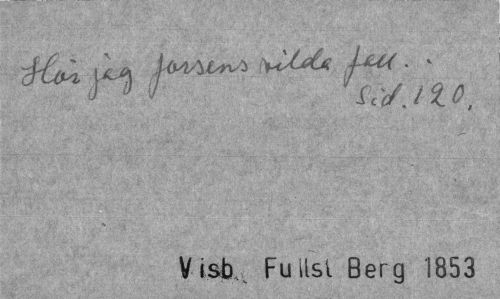 Hör jag forsens vilda fall..
Sid. 120.
Visb. Fullst Berg 1853